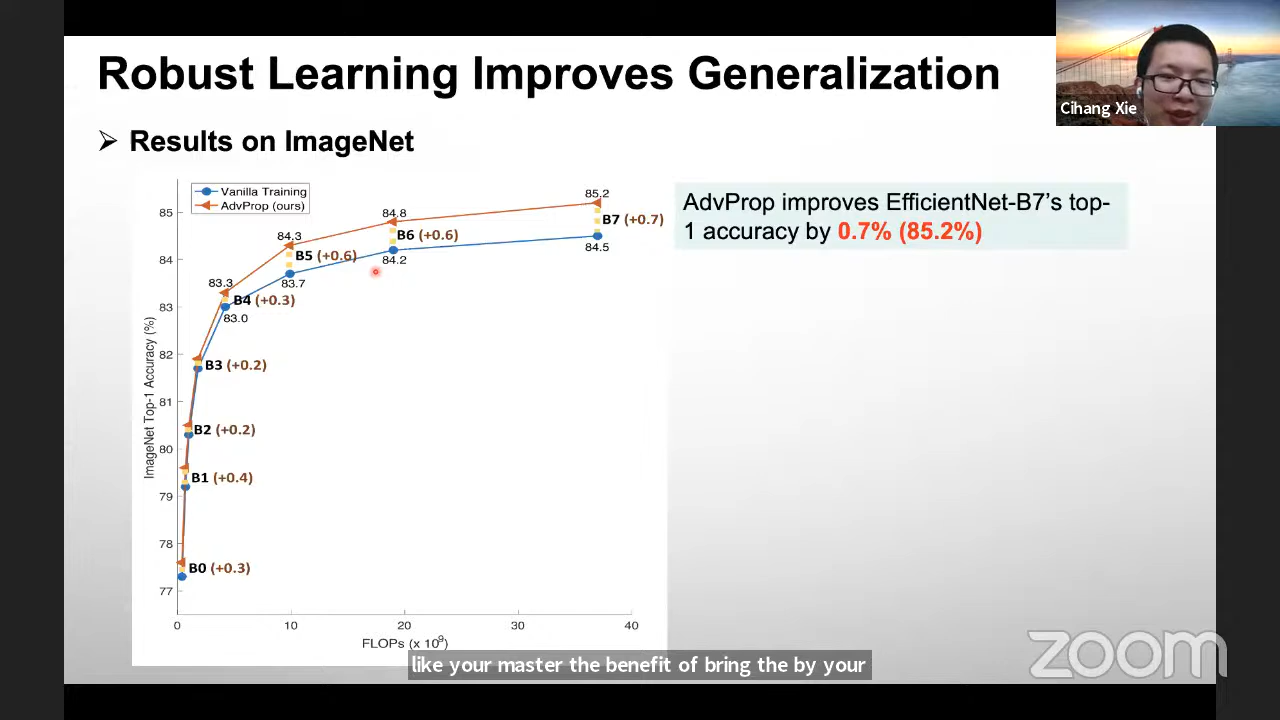 Robust Learning Improves Generalization
Cihang Xie
➢ Results on ImageNet
Vanilla Training
AdvProp (ours)
AdvProp improves EfficientNet-B7's top-
1 accuracy by 0.7% (85.2%)
85.2
84.8
84.3
83.3
B7 (+0.7)
B6 (+0.6)
B5 (+0.6)
B4 (+0.3)
84.5
84.2
83.7
83.0
B3 (+0.2)
B2 (+0.2)
B1 (+0.4)
B0 (+0.3)
85
84
83
82
81
80
79
78
77
ImageNet Top-1 Accuracy (%)
0 10 20 30 40
FLOPs (x 10⁹)
like your master the benefit of bring the by your
zoom